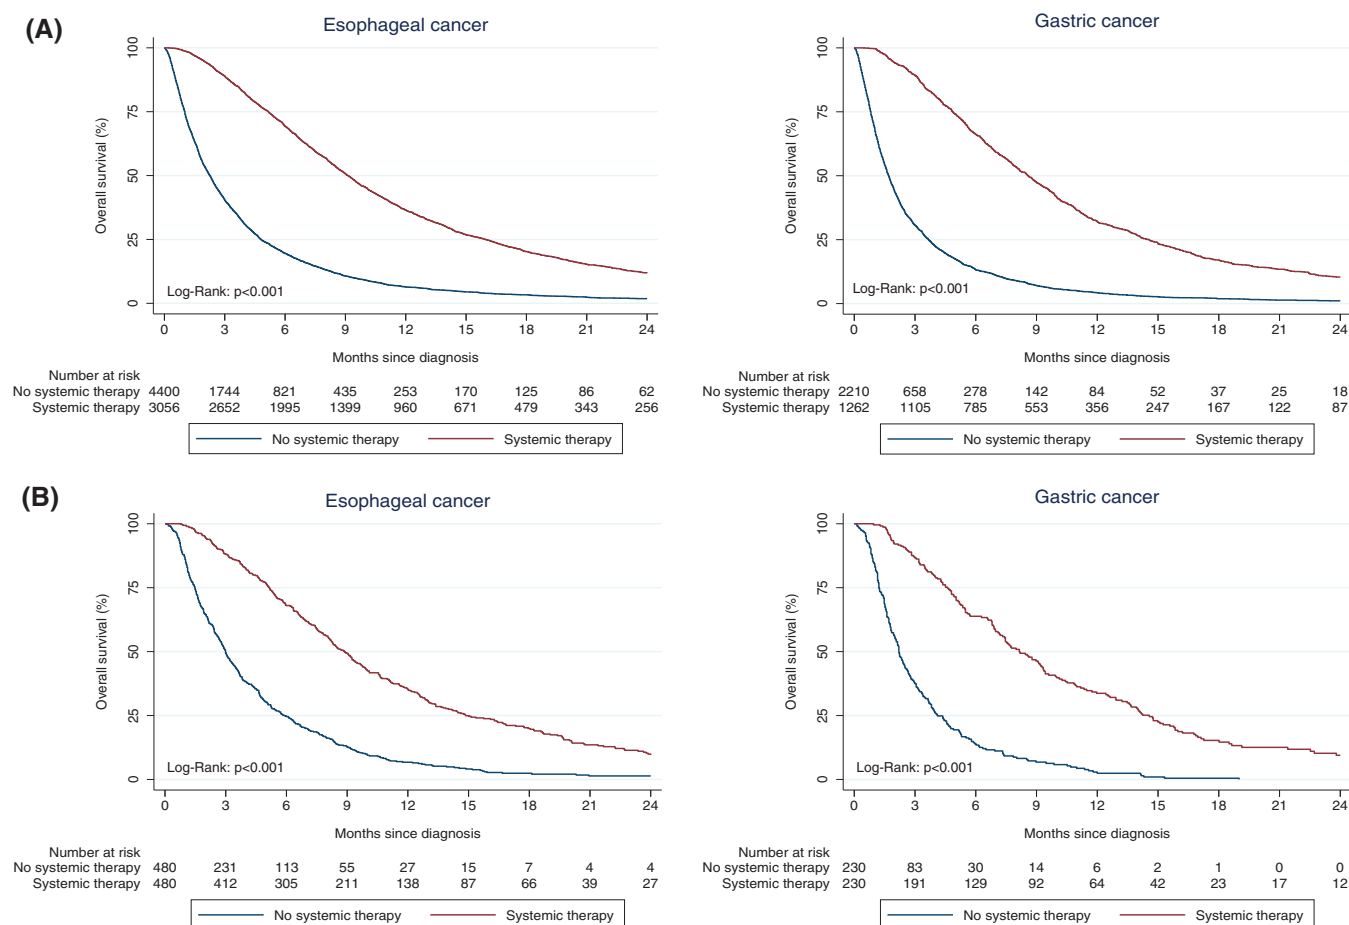 (A)
Esophageal cancer
Overall survival (%)
100
75
50
25
0
Log-Rank: p<0.001
0 3 6 9 12 15 18 21 24
Months since diagnosis
Number at risk
No systemic therapy 4400 1744 821 435 253 170 125 86 62
Systemic therapy 3056 2652 1995 1399 960 671 479 343 256
No systemic therapy Systemic therapy
Gastric cancer
Overall survival (%)
100
75
50
25
0
Log-Rank: p<0.001
0 3 6 9 12 15 18 21 24
Months since diagnosis
Number at risk
No systemic therapy 2210 658 278 142 84 52 37 25 18
Systemic therapy 1262 1105 785 553 356 247 167 122 87
No systemic therapy Systemic therapy
(B)
Esophageal cancer
Overall survival (%)
100
75
50
25
0
Log-Rank: p<0.001
0 3 6 9 12 15 18 21 24
Months since diagnosis
Number at risk
No systemic therapy 480 231 113 55 27 15 7 4 4
Systemic therapy 480 412 305 211 138 87 66 39 27
No systemic therapy Systemic therapy
Gastric cancer
Overall survival (%)
100
75
50
25
0
Log-Rank: p<0.001
0 3 6 9 12 15 18 21 24
Months since diagnosis
Number at risk
No systemic therapy 230 83 30 14 6 2 1 0 0
Systemic therapy 230 191 129 92 64 42 23 17 12
No systemic therapy Systemic therapy